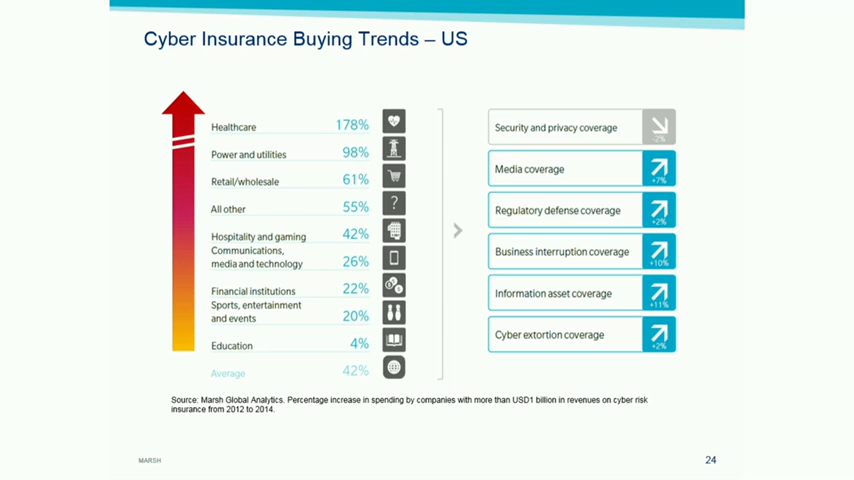 Cyber Insurance Buying Trends – US
Healthcare 178%
Power and utilities 98%
Retail/wholesale 61%
All other 55%
?
Hospitality and gaming 42%
Communications,
media and technology 26%
Financial institutions 22%
Sports, entertainment
and events 20%
Education 4%
Average 42%
Security and privacy coverage
-2%
Media coverage
+7%
Regulatory defense coverage
+2%
Business interruption coverage
+10%
Information asset coverage
+11%
Cyber extortion coverage
+2%
Source: Marsh Global Analytics. Percentage increase in spending by companies with more than USD1 billion in revenues on cyber risk
insurance from 2012 to 2014.
MARSH
24